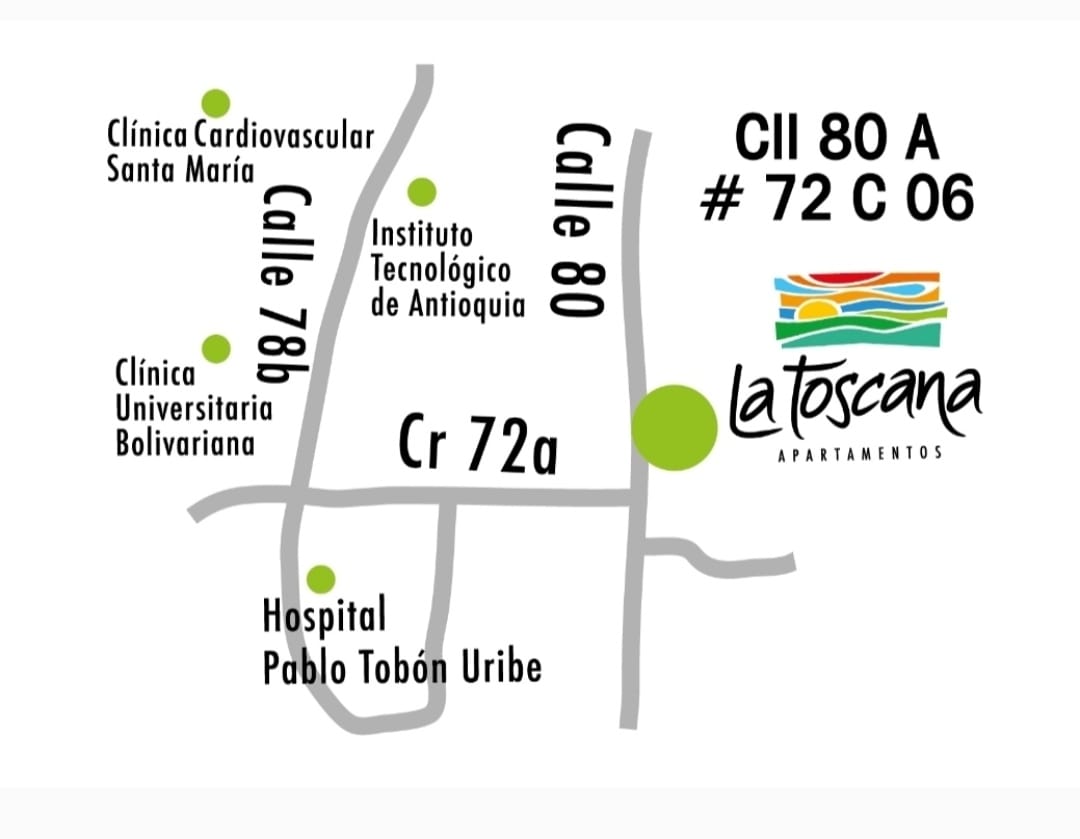 Clínica Cardiovascular
Santa María
Calle 78b
Instituto
Tecnológico
de Antioquia
Calle 80
Cll 80 A
# 72 C 06
La Toscana
APARTAMENTOS
Clínica
Universitaria
Bolivariana
Cr 72a
Hospital
Pablo Tobón Uribe